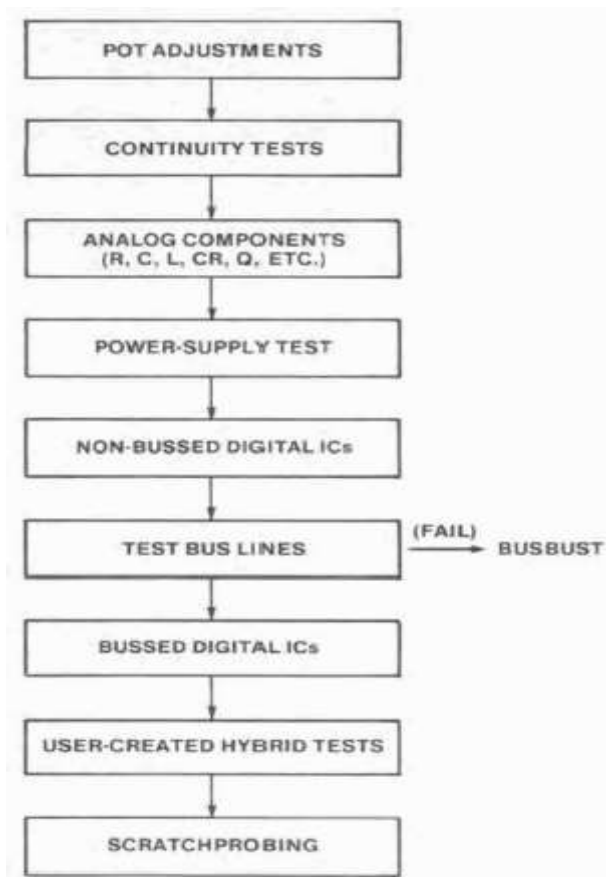 POT ADJUSTMENTS
CONTINUITY TESTS
ANALOG COMPONENTS
(R, C, L, CR, Q, ETC.)
POWER-SUPPLY TEST
NON-BUSSED DIGITAL ICs
TEST BUS LINES
(FAIL)
BUSBUST
BUSSED DIGITAL ICs
USER-CREATED HYBRID TESTS
SCRATCHPROBING